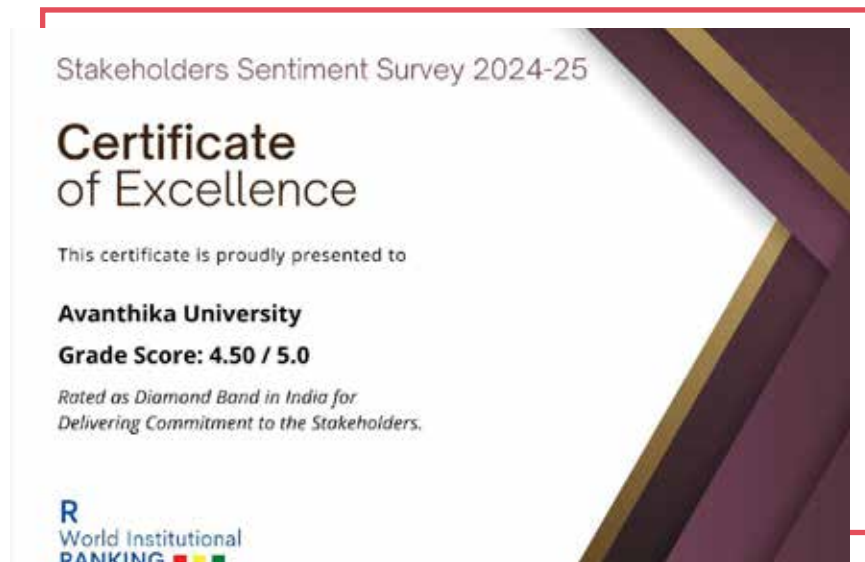 Stakeholders Sentiment Survey 2024-25
Certificate
of Excellence
This certificate is proudly presented to
Avanthika University
Grade Score: 4.50 / 5.0
Rated as Diamond Band in India for
Delivering Commitment to the Stakeholders.
R
World Institutional
RANKING